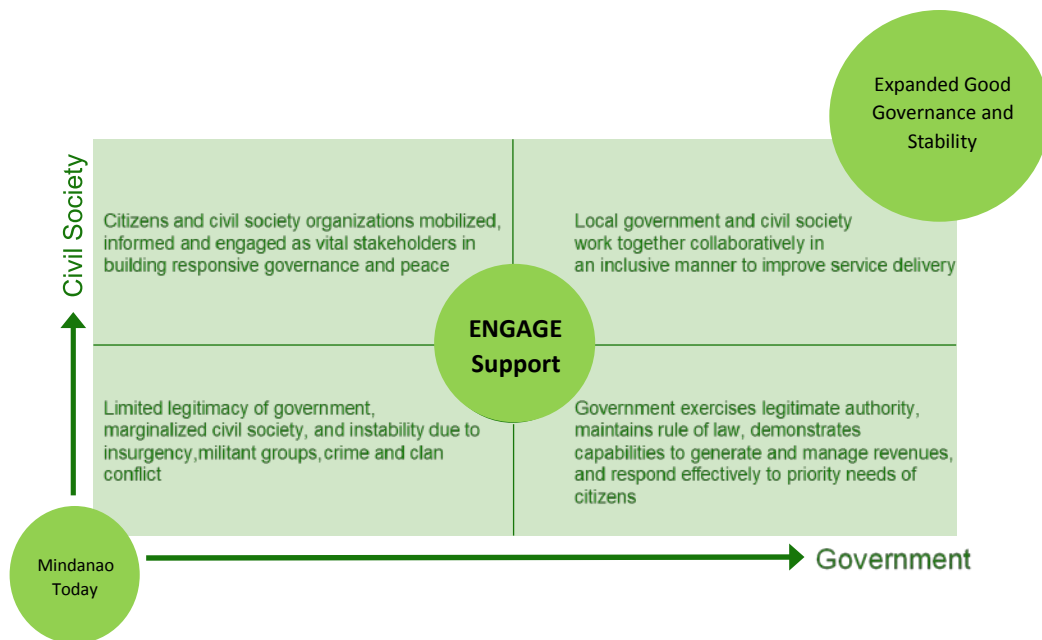 Expanded Good
Governance and
Stability
Civil Society
Citizens and civil society organizations mobilized,
informed and engaged as vital stakeholders in
building responsive governance and peace
Local government and civil society
work together collaboratively in
an inclusive manner to improve service delivery
ENGAGE
Support
Limited legitimacy of government,
marginalized civil society, and instability due to
insurgency,militant groups,crime and clan
conflict
Government exercises legitimate authority,
maintains rule of law, demonstrates
capabilities to generate and manage revenues,
and respond effectively to priority needs of
citizens
Mindanao
Today
Government